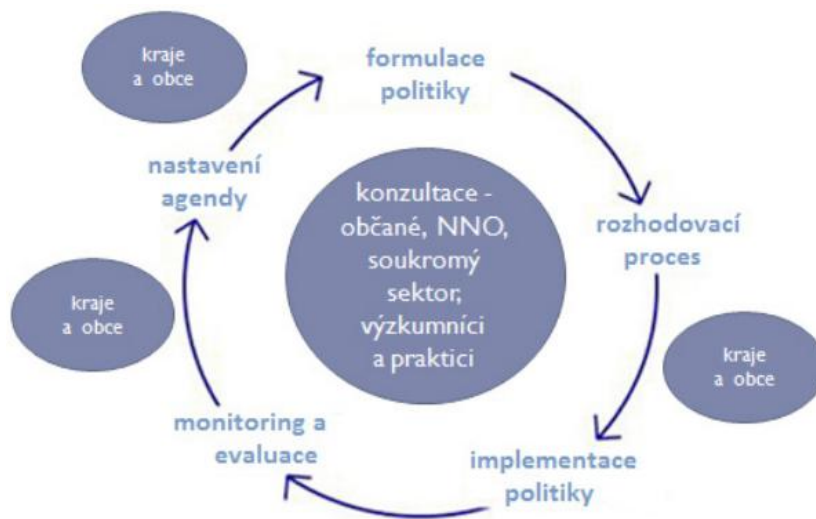 kraje
a obce
formulace
politiky
nastavení
agendy
konzultace -
občané, NNO,
soukromý
sektor,
výzkumníci
a praktici
rozhodovací
proces
kraje
a obce
kraje
a obce
monitoring a
evaluace
implementace
politiky